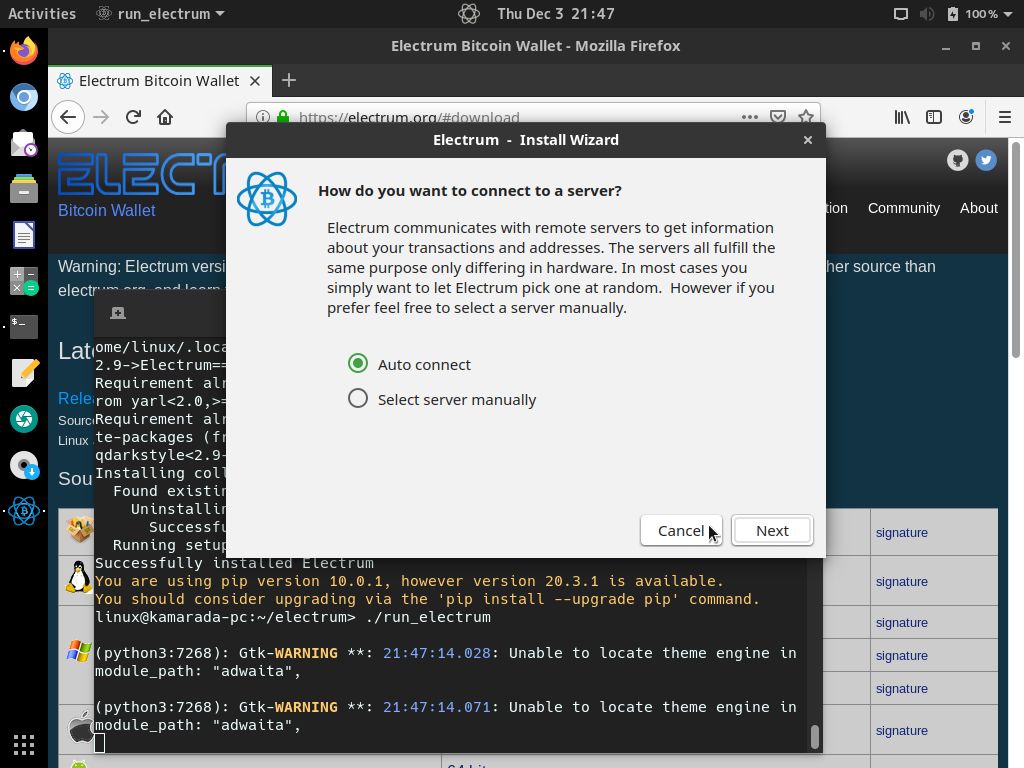 Activities
run_electrum
Thu Dec 3 21:47
100%
Electrum Bitcoin Wallet - Mozilla Firefox
Electrum Bitcoin Wallet
https://electrum.org/#download
Electrum - Install Wizard
Bitcoin Wallet
Community
About
How do you want to connect to a server?
Electrum communicates with remote servers to get information
about your transactions and addresses. The servers all fulfill the
same purpose only differing in hardware. In most cases you
simply want to let Electrum pick one at random. However if you
prefer feel free to select a server manually.
Auto connect
Select server manually
Cancel
Next
Warning: Electrum versi
her source than
ome/linux/.loca
2.9->Electrum==
Requirement alr
rom yarl<2.0,>=
Requirement alr
te-packages (fr
qdarkstyle<2.9-
Installing coll
Found existin
Uninstallin
Successfu
Running setup
Successfully installed Electrum
You are using pip version 10.0.1, however version 20.3.1 is available.
You should consider upgrading via the 'pip install --upgrade pip' command.
linux@kamarada-pc:~/electrum> ./run_electrum
(python3:7268): Gtk-WARNING **: 21:47:14.028: Unable to locate theme engine in
module_path: "adwaita",
(python3:7268): Gtk-WARNING **: 21:47:14.071: Unable to locate theme engine in
module_path: "adwaita",
Late
Relea
Source
Linux
Sou
signature
signature
signature
signature
signature
signature